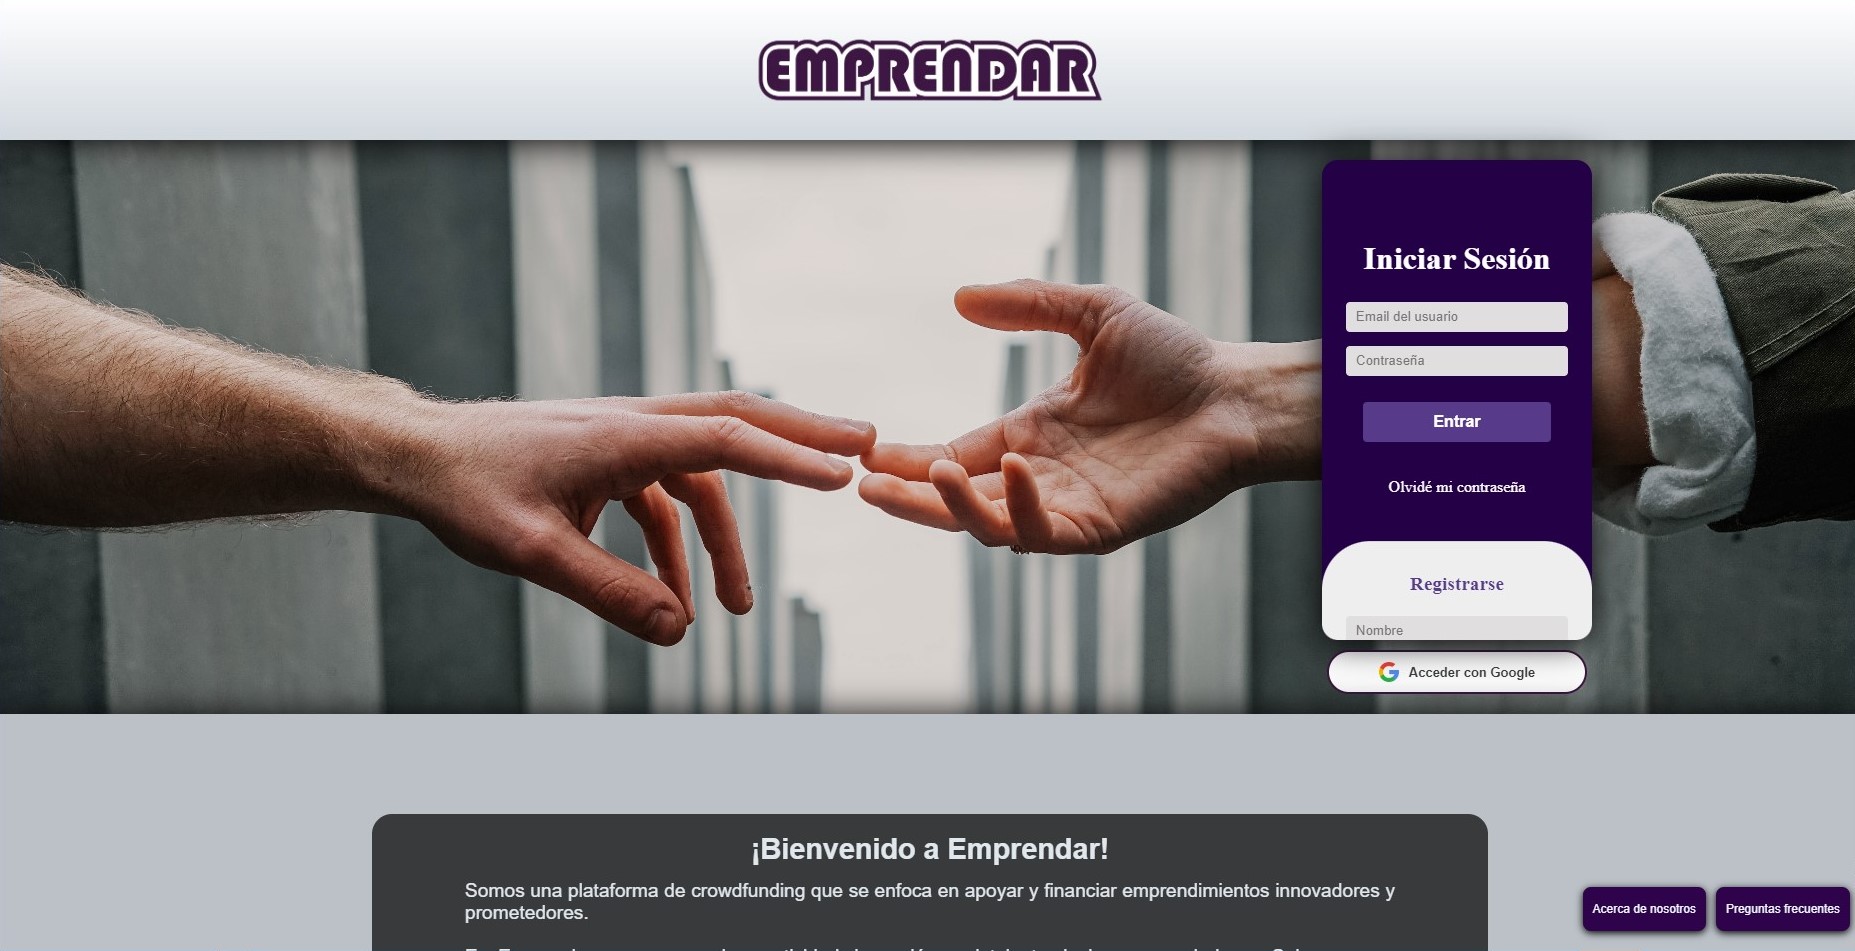 EMPRENDAR
Iniciar Sesión
Email del usuario
Contraseña
Entrar
Olvidé mi contraseña
Registrarse
Nombre
Acceder con Google
¡Bienvenido a Emprendar!
Somos una plataforma de crowdfunding que se enfoca en apoyar y financiar emprendimientos innovadores y
prometedores.
Acerca de nosotros
Preguntas frecuentes